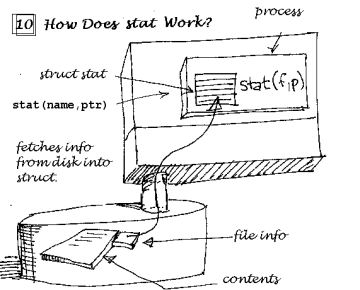 10 How Does stat Work?
process
struct stat
stat(f,p)
stat(name,ptr)
fetches info
from disk into
struct.
file info
contents